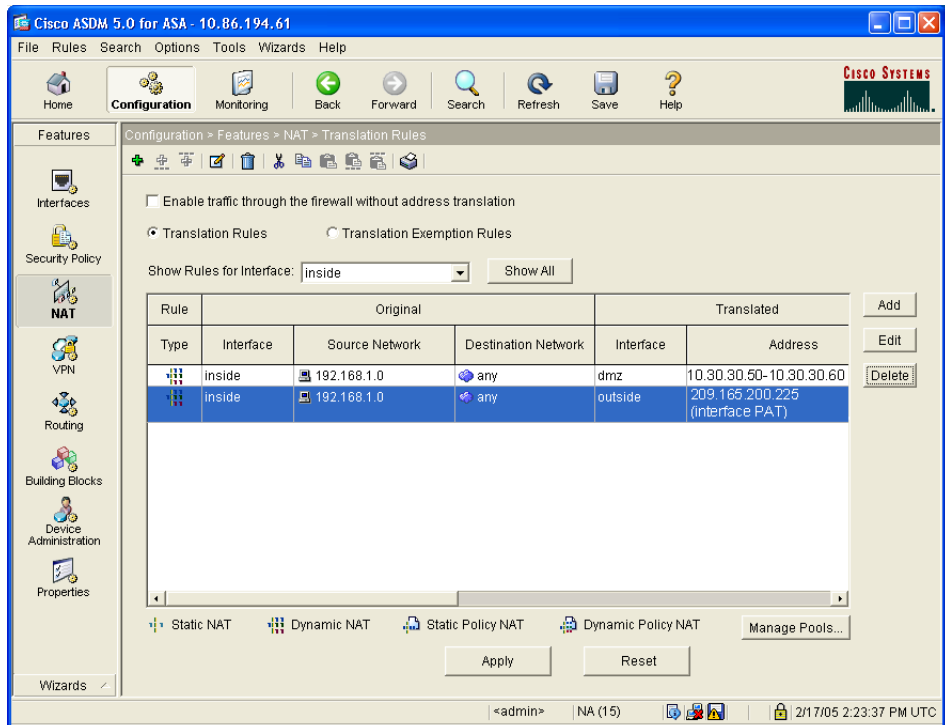 Cisco ASDM 5.0 for ASA - 10.86.194.61
File Rules Search Options Tools Wizards Help
Home Configuration Monitoring Back Forward Search Refresh Save Help
CISCO SYSTEMS
Features
Configuration > Features > NAT > Translation Rules
Interfaces
Security Policy
NAT
VPN
Routing
Building Blocks
Device
Administration
Properties
Wizards
Enable traffic through the firewall without address translation
Translation Rules Translation Exemption Rules
Show Rules for Interface: inside Show All
Rule Original Translated
Type Interface Source Network Destination Network Interface Address
inside 192.168.1.0 any dmz 10.30.30.50-10.30.30.60
inside 192.168.1.0 any outside 209.165.200.225
(interface PAT)
Add
Edit
Delete
Static NAT Dynamic NAT Static Policy NAT Dynamic Policy NAT Manage Pools...
Apply Reset
<admin> NA (15) 2/17/05 2:23:37 PM UTC